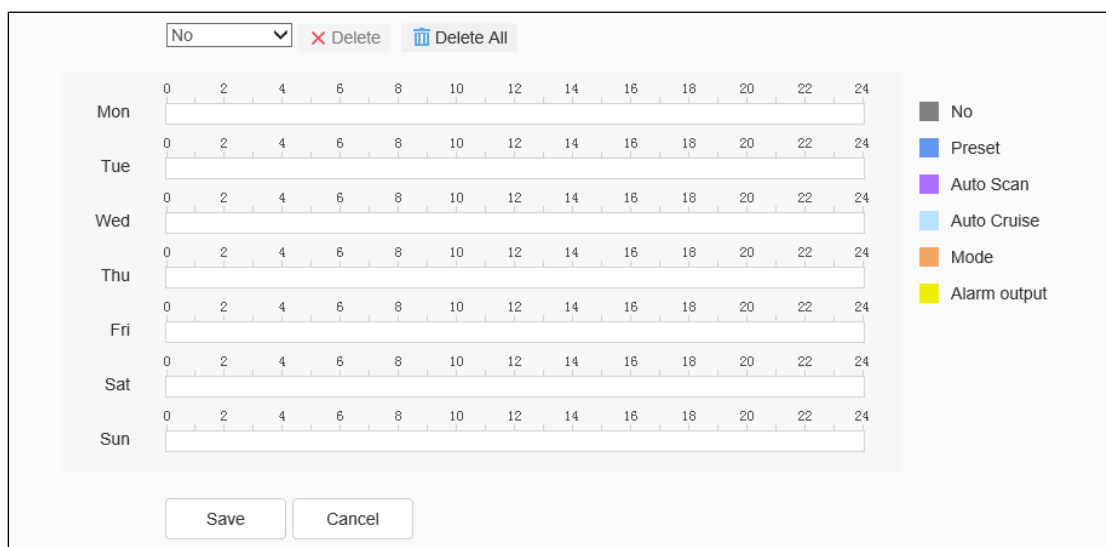 No Delete Delete All
0 2 4 6 8 10 12 14 16 18 20 22 24
Mon
No
0 2 4 6 8 10 12 14 16 18 20 22 24
Tue
Preset
0 2 4 6 8 10 12 14 16 18 20 22 24
Wed
Auto Scan
Auto Cruise
0 2 4 6 8 10 12 14 16 18 20 22 24
Thu
Mode
0 2 4 6 8 10 12 14 16 18 20 22 24
Fri
Alarm output
0 2 4 6 8 10 12 14 16 18 20 22 24
Sat
0 2 4 6 8 10 12 14 16 18 20 22 24
Sun
Save Cancel